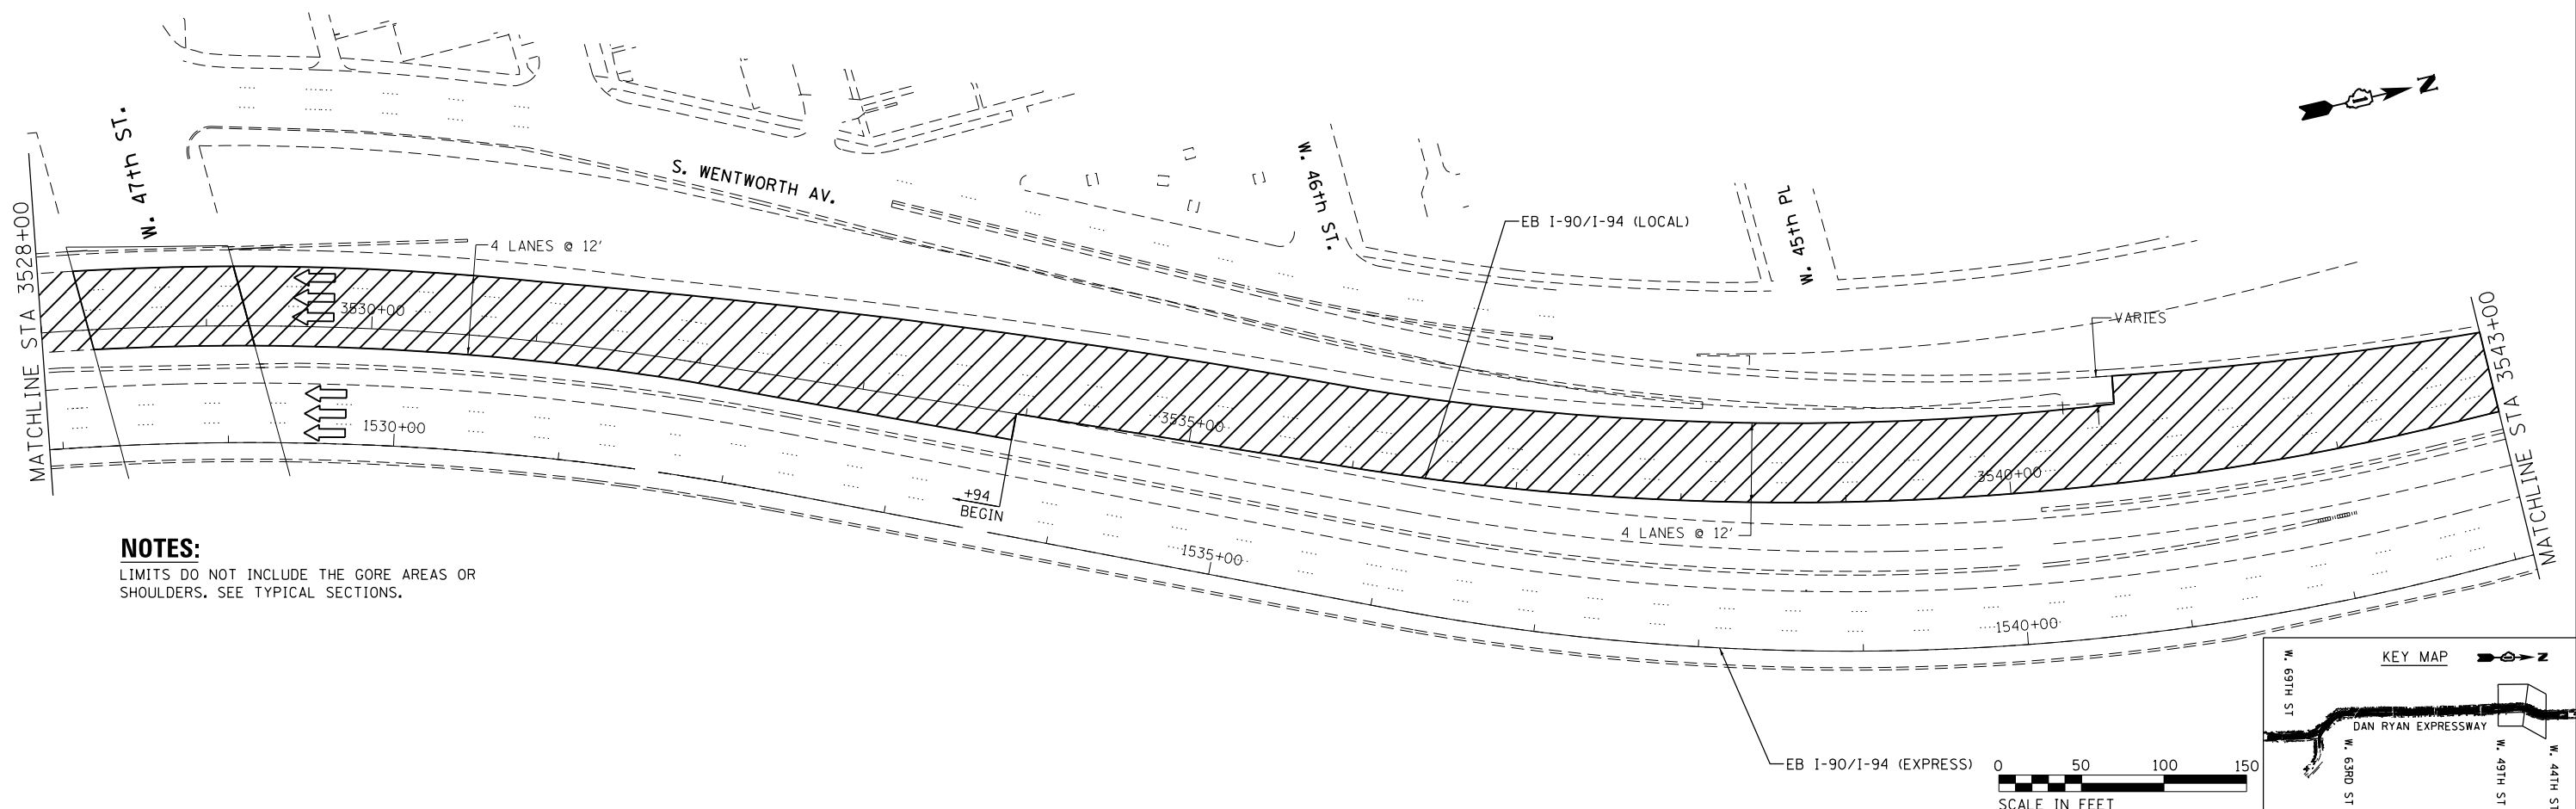 N
W. 47th ST.
S. WENTWORTH AV.
W. 46th ST.
W. 45th PL
EB I-90/I-94 (LOCAL)
MATCHLINE STA 3528+00
4 LANES @ 12'
3530+00
VARIES
MATCHLINE STA 3543+00
1530+00
3535+00
3540+00
+94
BEGIN
4 LANES @ 12'
1535+00
NOTES:
LIMITS DO NOT INCLUDE THE GORE AREAS OR
SHOULDERS. SEE TYPICAL SECTIONS.
1540+00
EB I-90/I-94 (EXPRESS)
0 50 100 150
SCALE IN FEET
KEY MAP
N
W. 69TH ST
DAN RYAN EXPRESSWAY
W. 63RD ST
W. 49TH ST
W. 44TH ST